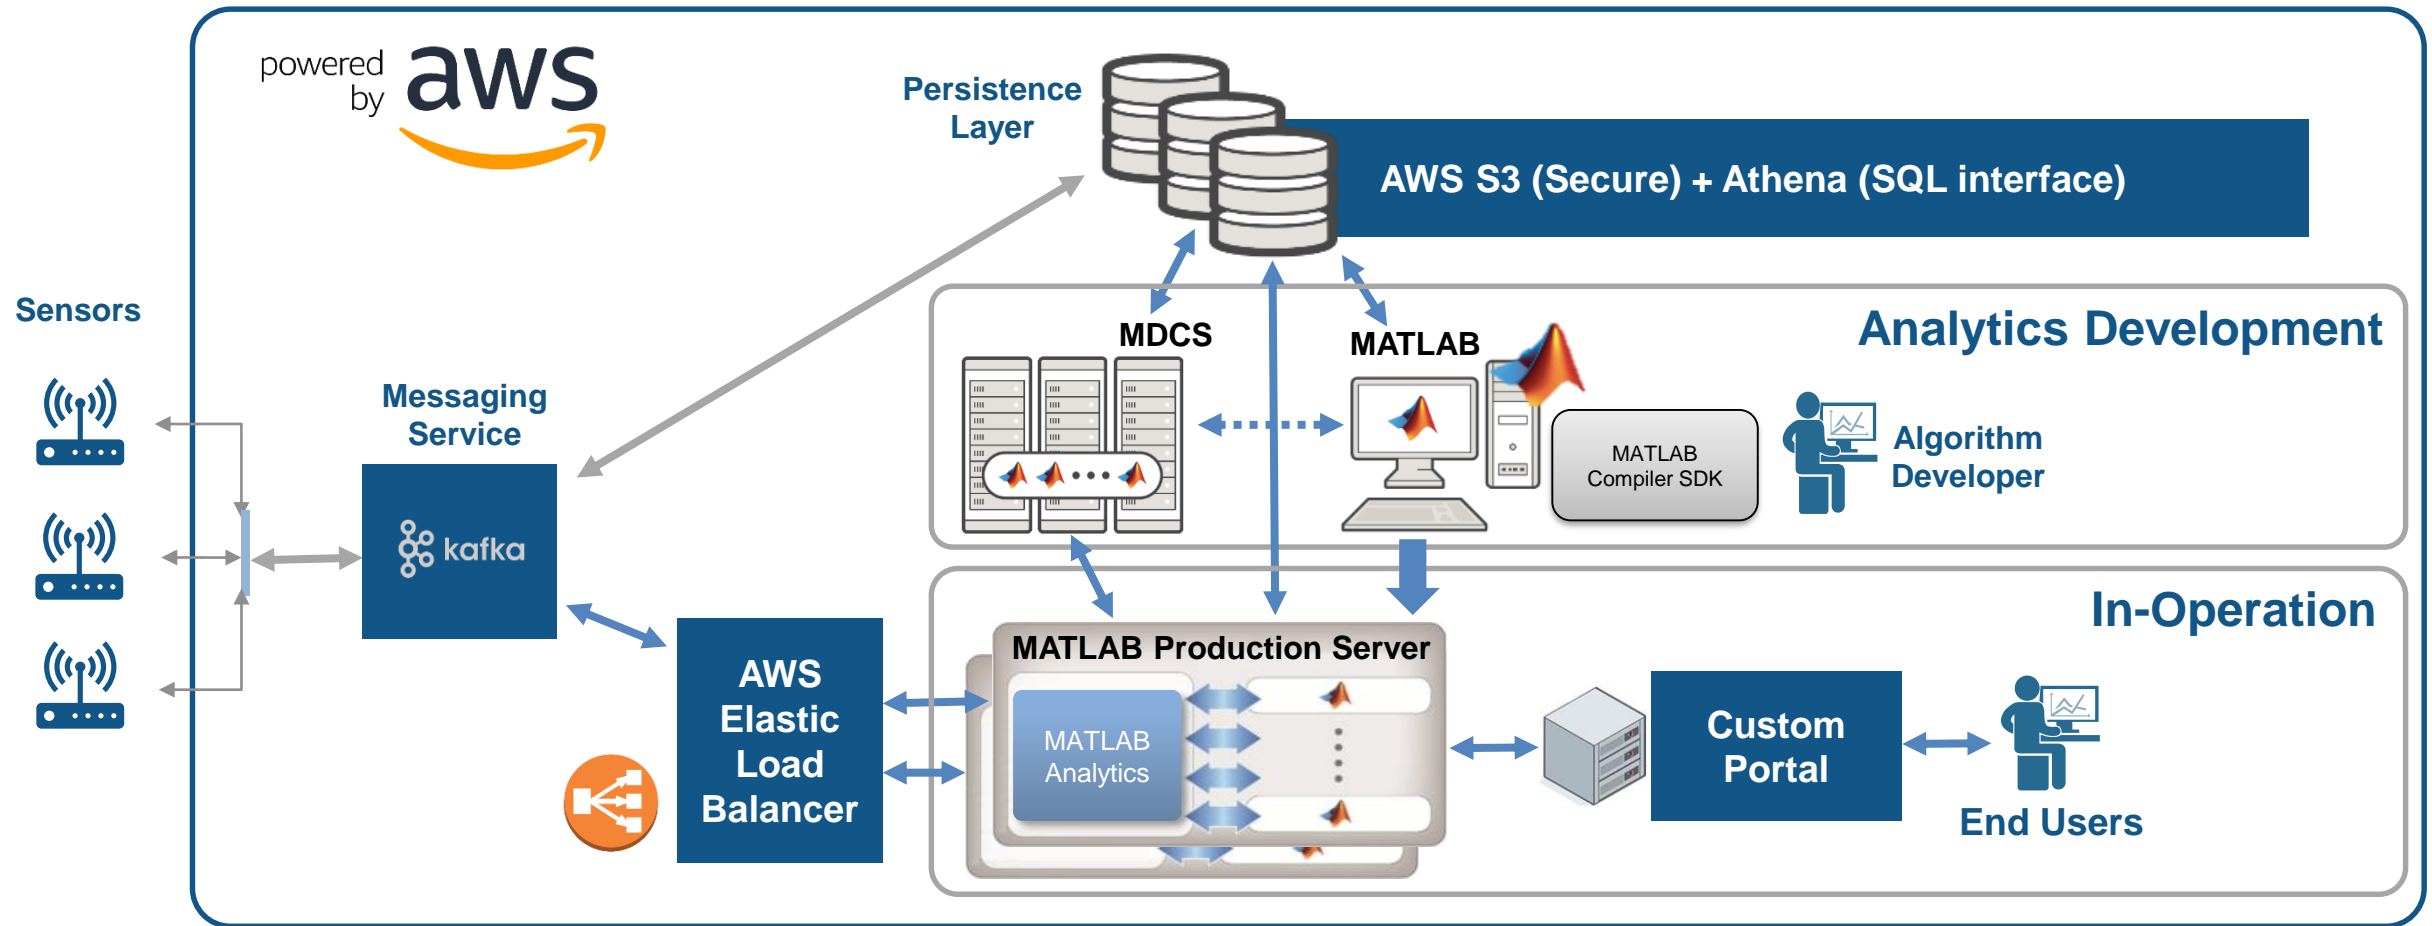 powered
by
aws
Persistence
Layer
AWS S3 (Secure) + Athena (SQL interface)
Sensors
Analytics Development
MDCS
MATLAB
Messaging
Service
MATLAB
Compiler SDK
Algorithm
Developer
kafka
In-Operation
MATLAB Production Server
AWS
Elastic
Load
Balancer
MATLAB
Analytics
Custom
Portal
End Users